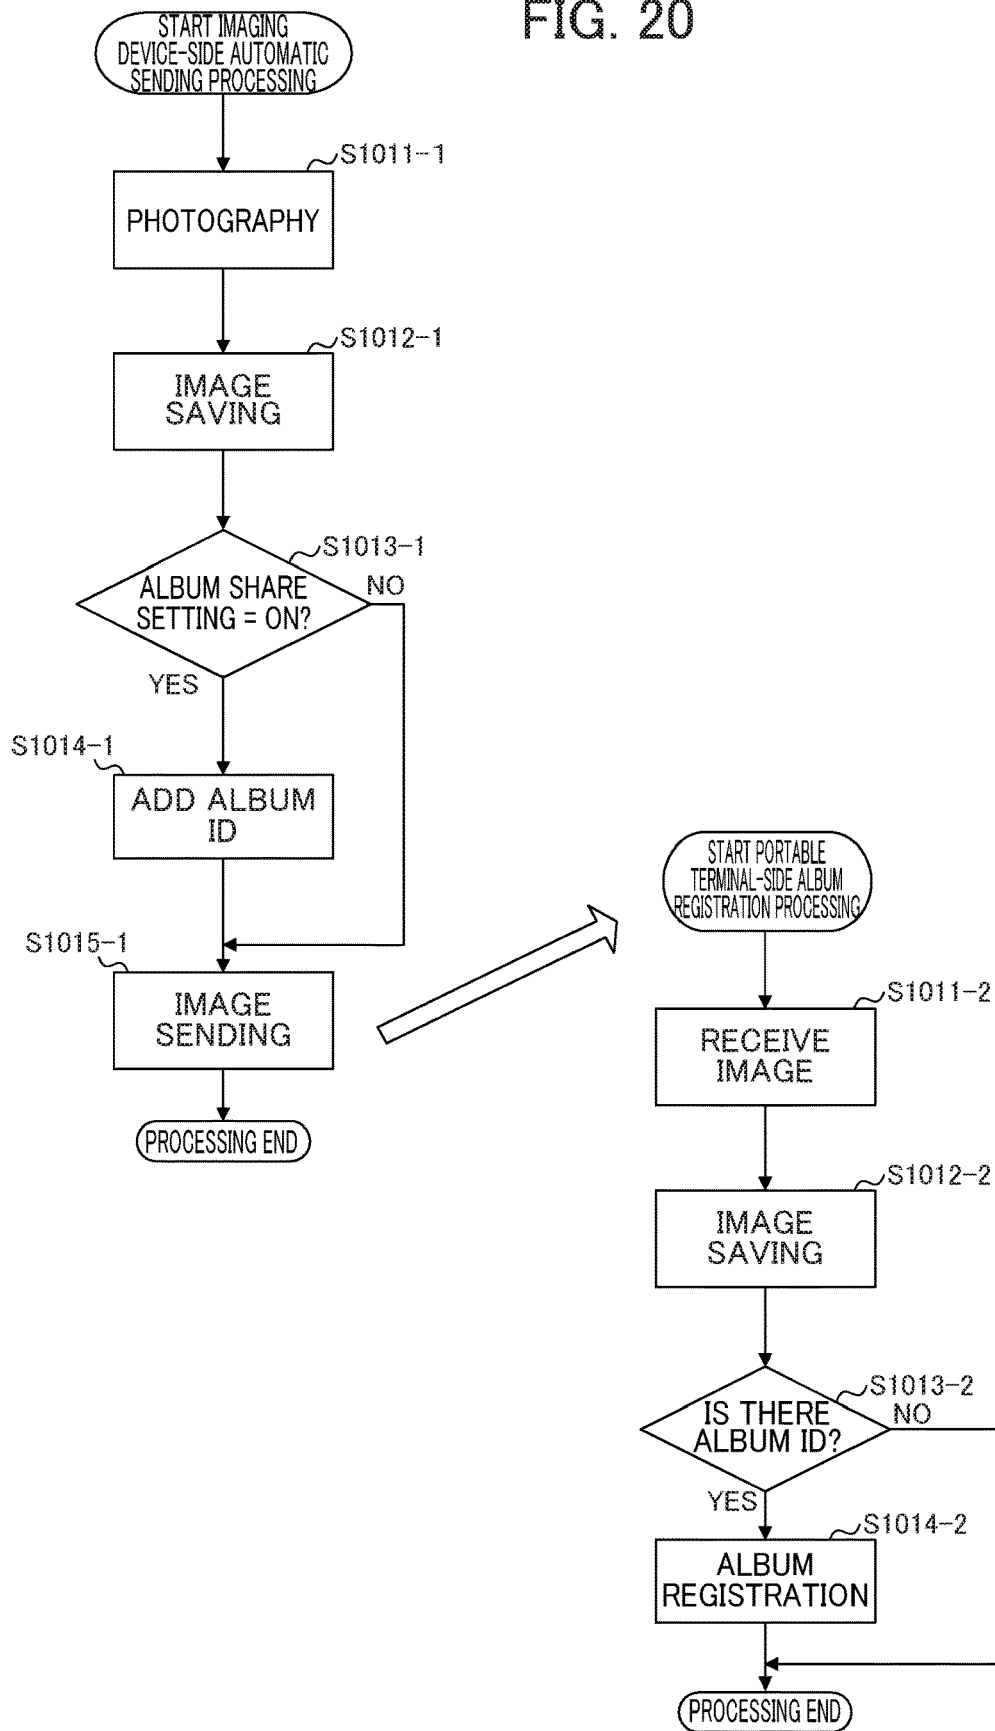 FIG. 20
START IMAGING
DEVICE-SIDE AUTOMATIC
SENDING PROCESSING
S1011-1
PHOTOGRAPHY
S1012-1
IMAGE
SAVING
S1013-1
ALBUM SHARE
SETTING = ON?
NO
YES
S1014-1
ADD ALBUM
ID
S1015-1
IMAGE
SENDING
PROCESSING END
START PORTABLE
TERMINAL-SIDE ALBUM
REGISTRATION PROCESSING
S1011-2
RECEIVE
IMAGE
S1012-2
IMAGE
SAVING
S1013-2
IS THERE
ALBUM ID?
NO
YES
S1014-2
ALBUM
REGISTRATION
PROCESSING END